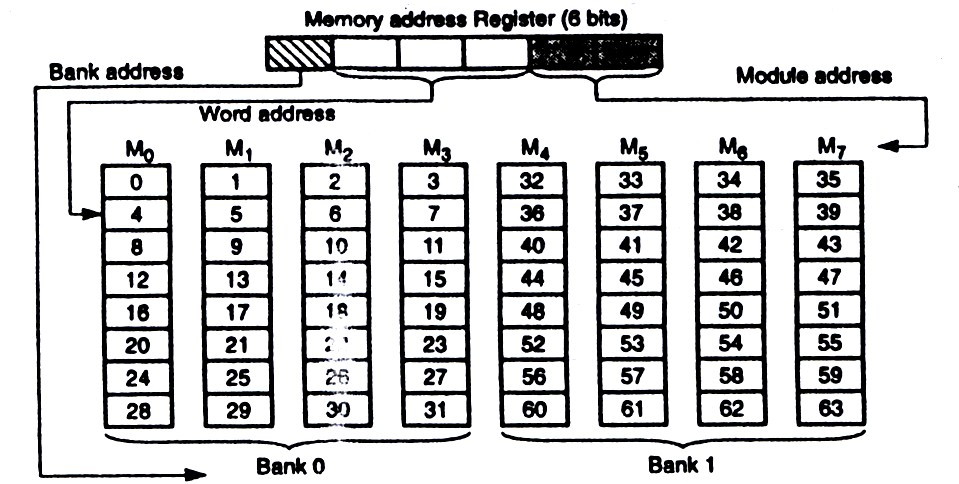 Memory address Register (6 bits)
Bank address
Module address
Word address
M0 M1 M2 M3 M4 M5 M6 M7
0 1 2 3 32 33 34 35
4 5 6 7 36 37 38 39
8 9 10 11 40 41 42 43
12 13 14 15 44 45 46 47
16 17 18 19 48 49 50 51
20 21 23 52 53 54 55
24 25 26 27 56 57 58 59
28 29 30 31 60 61 62 63
Bank 0 Bank 1